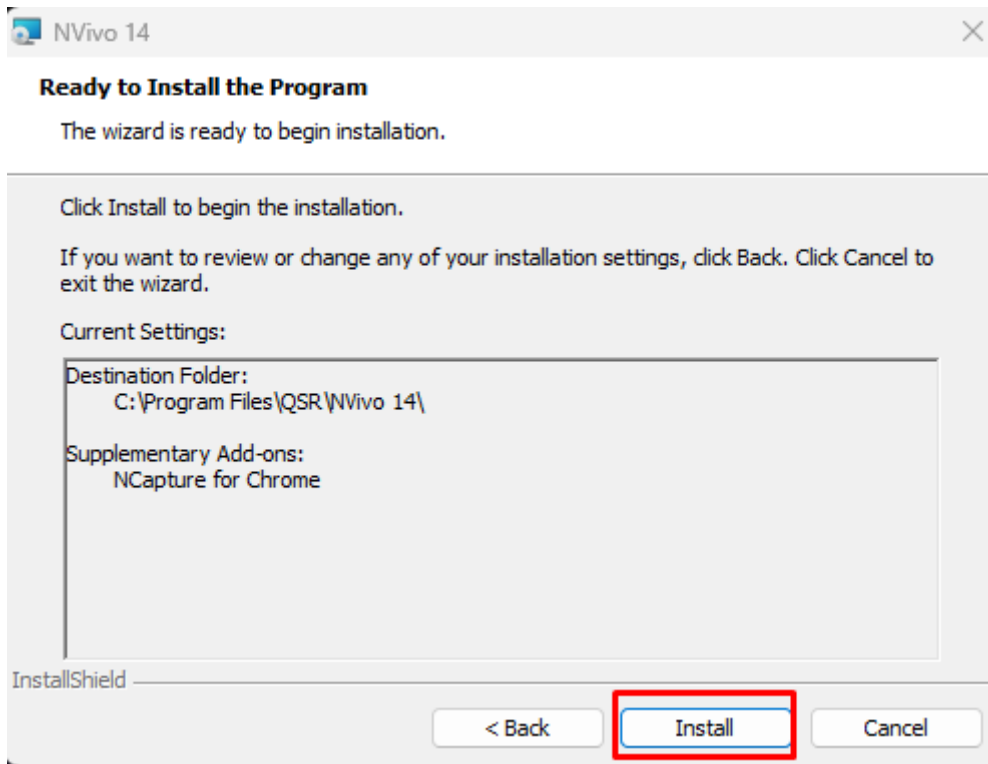 NVivo 14
Ready to Install the Program
The wizard is ready to begin installation.
Click Install to begin the installation.
If you want to review or change any of your installation settings, click Back. Click Cancel to
exit the wizard.
Current Settings:
Destination Folder:
C:\Program Files\QSR\NVivo 14\
Supplementary Add-ons:
NCapture for Chrome
InstallShield
< Back
Install
Cancel